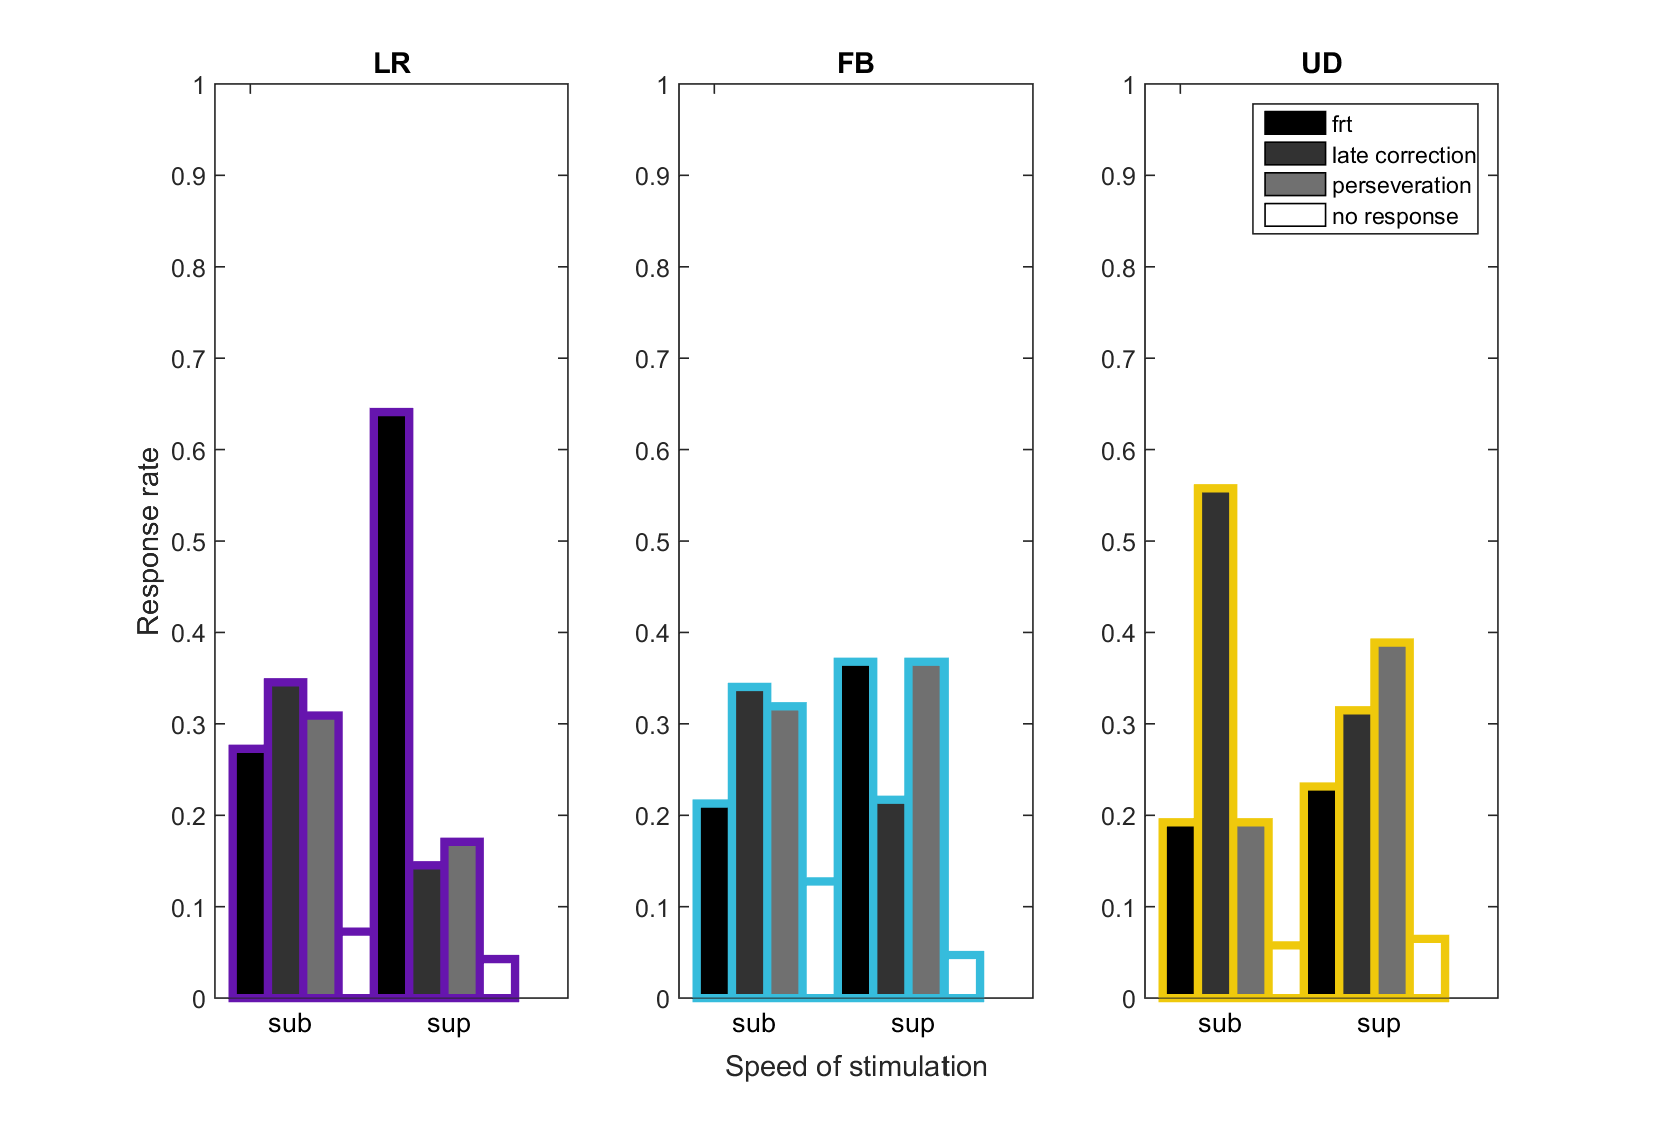 LR
FB
UD
1
0.9
0.8
0.7
0.6
0.5
0.4
0.3
0.2
0.1
0
1
0.9
0.8
0.7
0.6
0.5
0.4
0.3
0.2
0.1
0
1
0.9
0.8
0.7
0.6
0.5
0.4
0.3
0.2
0.1
0
frt
late correction
perseveration
no response
Response rate
sub sup
sub sup
sub sup
Speed of stimulation